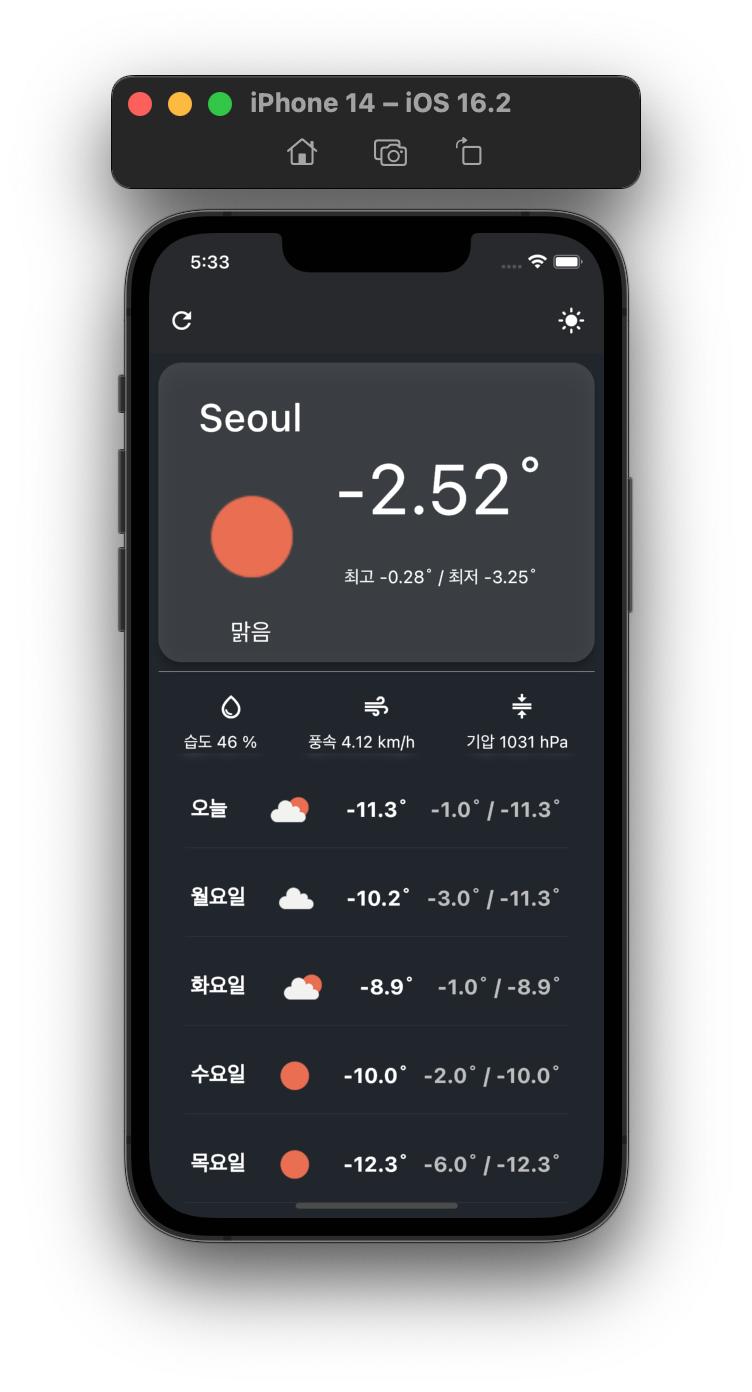 iPhone 14 – iOS 16.2
5:33
Seoul
-2.52°
최고 -0.28° / 최저 -3.25°
맑음
습도 46 % 풍속 4.12 km/h 기압 1031 hPa
오늘 -11.3° -1.0° / -11.3°
월요일 -10.2° -3.0° / -11.3°
화요일 -8.9° -1.0° / -8.9°
수요일 -10.0° -2.0° / -10.0°
목요일 -12.3° -6.0° / -12.3°